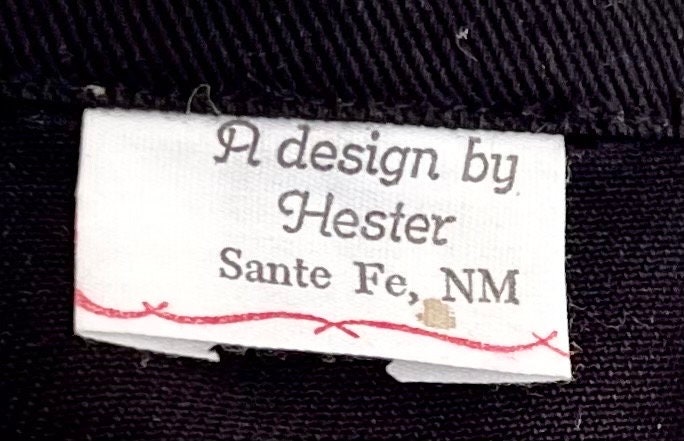 A design by
Hester
Sante Fe, NM